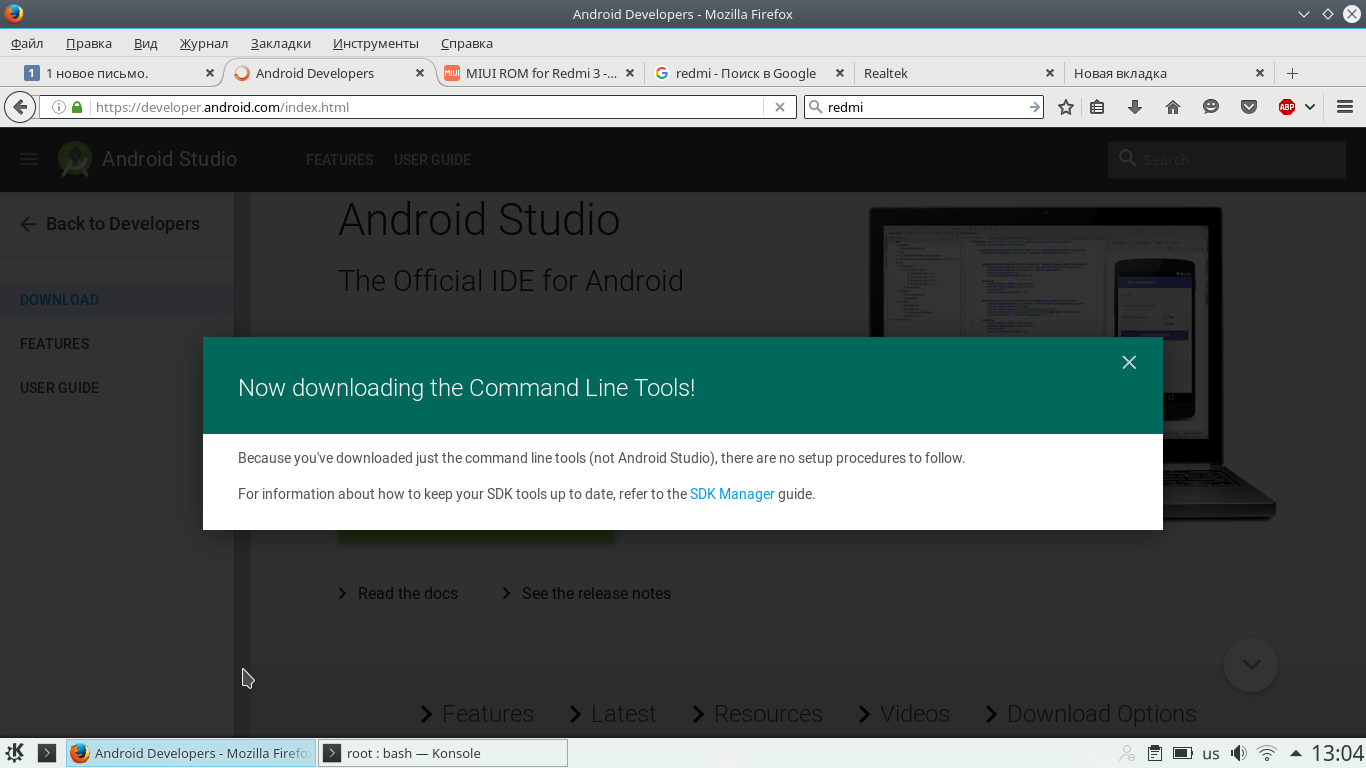 Android Developers - Mozilla Firefox
Файл Правка Вид Журнал Закладки Инструменты Справка
1 1 новое письмо. Android Developers MIUI MIUI ROM for Redmi 3 -... redmi - Поиск в Google Realtek Новая вкладка
https://developer.android.com/index.html redmi ABP
Android Studio FEATURES USER GUIDE Search
Back to Developers
DOWNLOAD
FEATURES
USER GUIDE
Android Studio
The Official IDE for Android
Now downloading the Command Line Tools!
Because you've downloaded just the command line tools (not Android Studio), there are no setup procedures to follow.
For information about how to keep your SDK tools up to date, refer to the SDK Manager guide.
Read the docs See the release notes
Features Latest Resources Videos Download Options
Android Developers - Mozilla Firefo root : bash — Konsole us 13:04